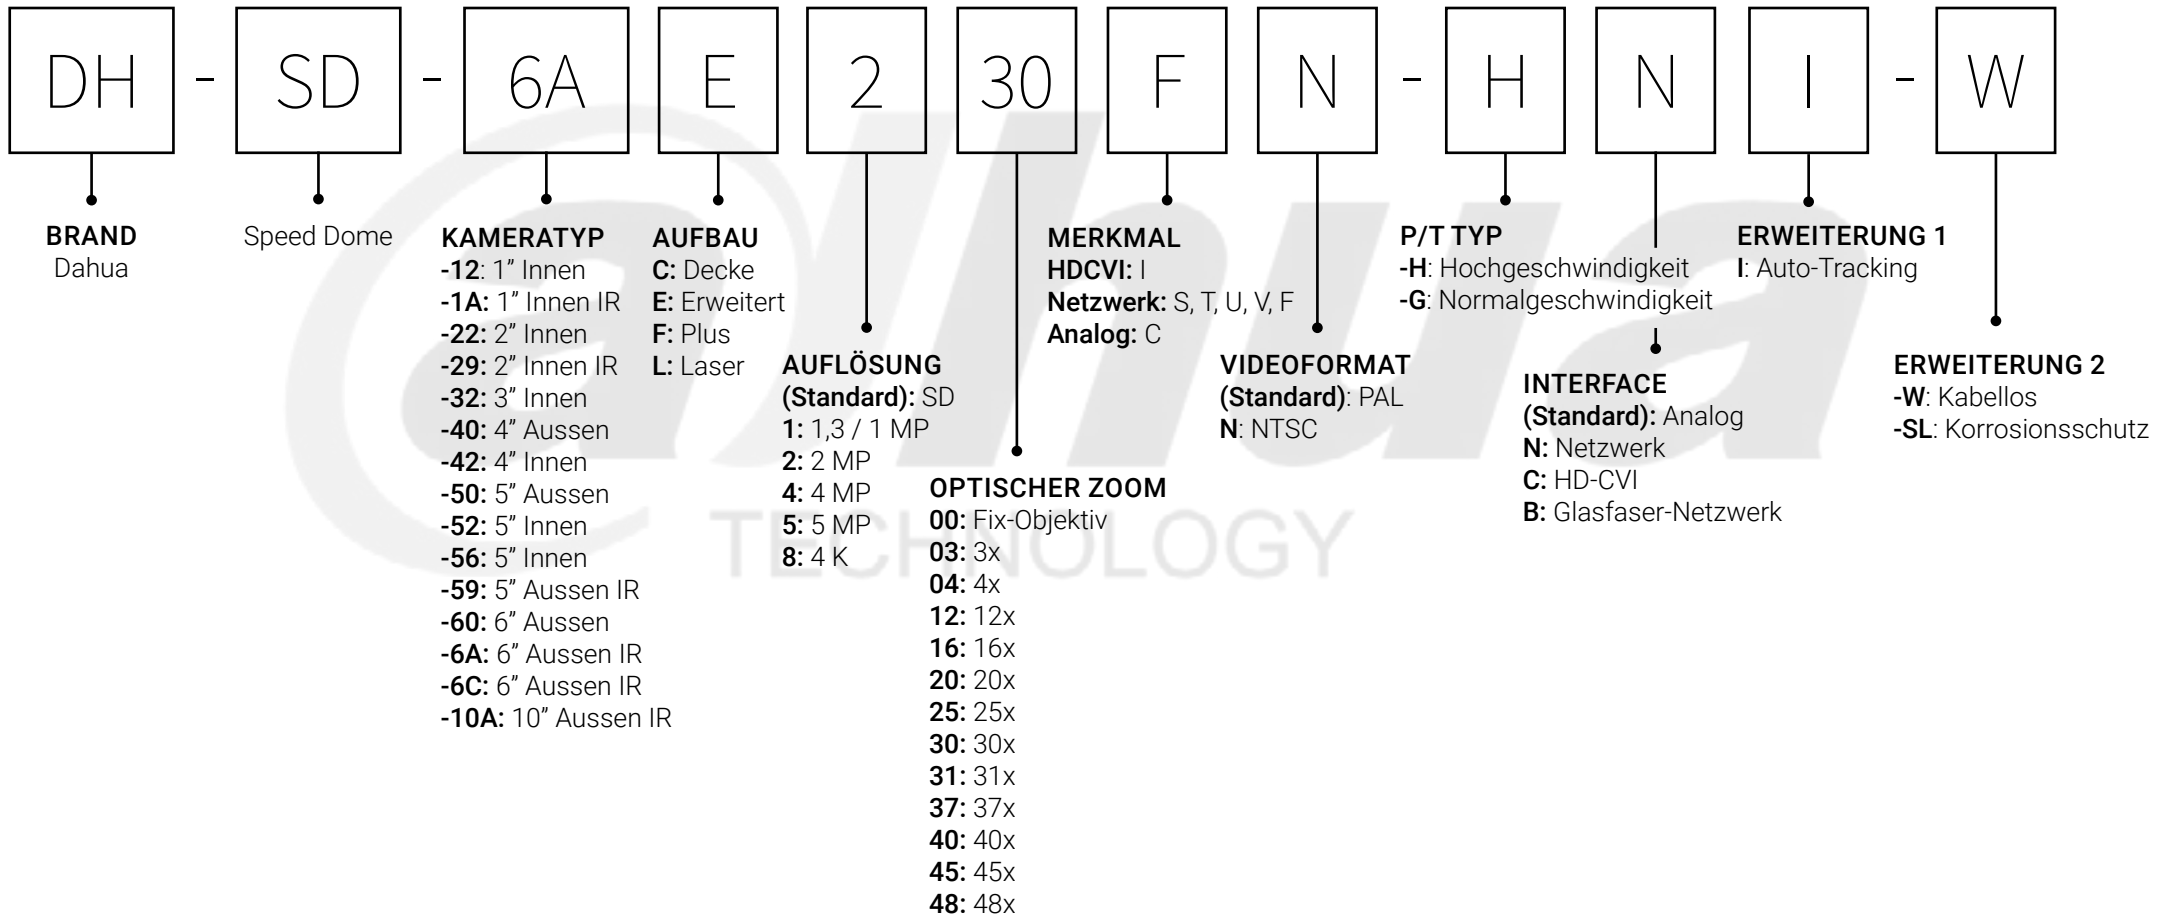 DH - SD - 6A E 2 30 F N - H N I - W
BRAND
Dahua
Speed Dome
KAMERATYP
-12: 1” Innen
-1A: 1” Innen IR
-22: 2” Innen
-29: 2” Innen IR
-32: 3” Innen
-40: 4” Aussen
-42: 4” Innen
-50: 5” Aussen
-52: 5” Innen
-56: 5” Innen
-59: 5” Aussen IR
-60: 6” Aussen
-6A: 6” Aussen IR
-6C: 6” Aussen IR
-10A: 10” Aussen IR
AUFBAU
C: Decke
E: Erweitert
F: Plus
L: Laser
AUFLÖSUNG
(Standard): SD
1: 1,3 / 1 MP
2: 2 MP
4: 4 MP
5: 5 MP
8: 4 K
OPTISCHER ZOOM
00: Fix-Objektiv
03: 3x
04: 4x
12: 12x
16: 16x
20: 20x
25: 25x
30: 30x
31: 31x
37: 37x
40: 40x
45: 45x
48: 48x
MERKMAL
HDCVI: I
Netzwerk: S, T, U, V, F
Analog: C
VIDEOFORMAT
(Standard): PAL
N: NTSC
P/T TYP
-H: Hochgeschwindigkeit
-G: Normalgeschwindigkeit
INTERFACE
(Standard): Analog
N: Netzwerk
C: HD-CVI
B: Glasfaser-Netzwerk
ERWEITERUNG 1
I: Auto-Tracking
ERWEITERUNG 2
-W: Kabellos
-SL: Korrosionsschutz
alhua
TECHNOLOGY